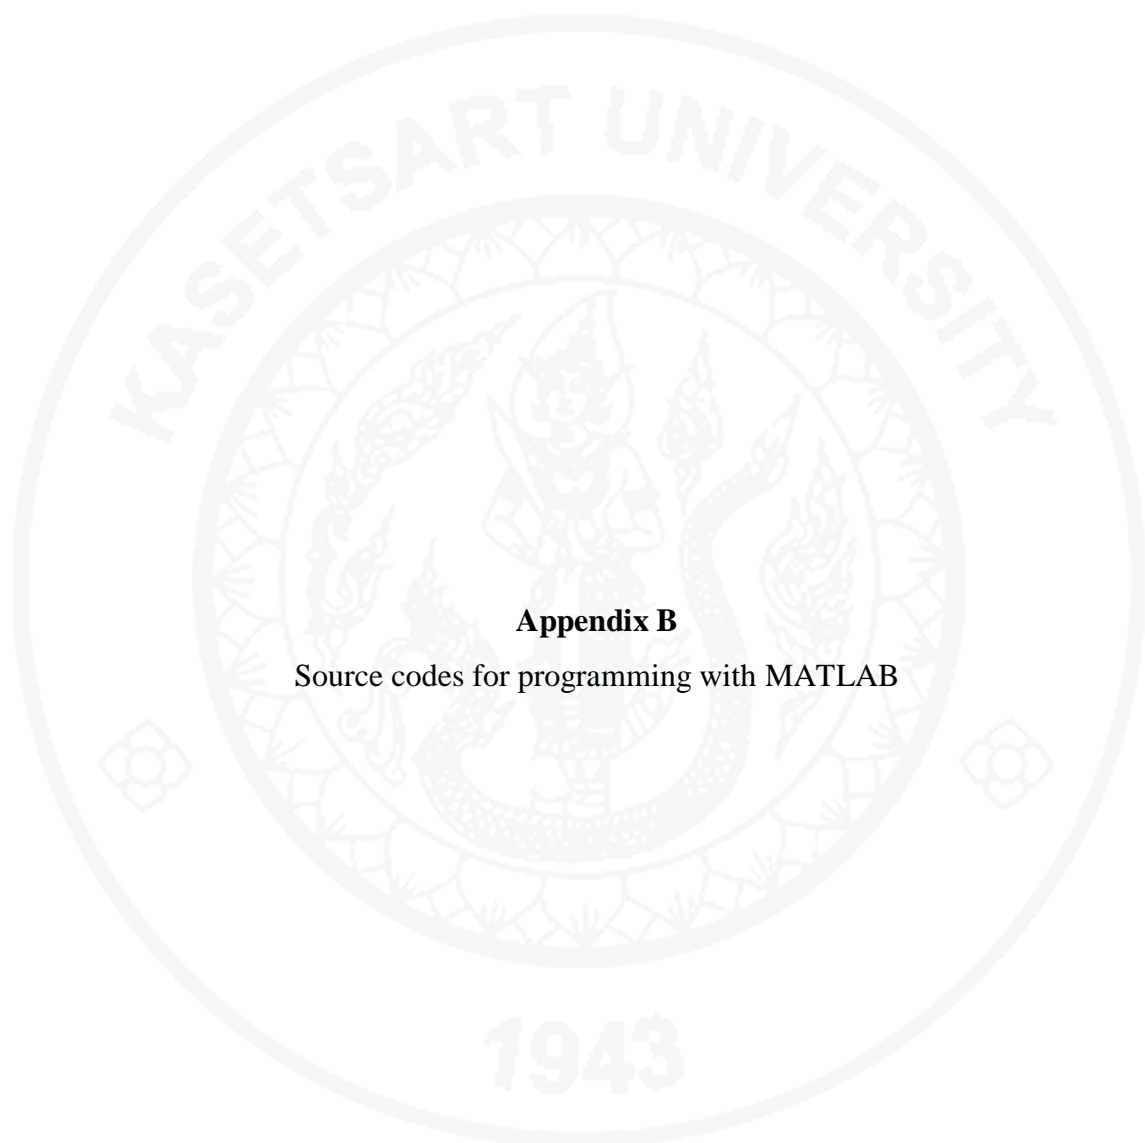 KASETSART UNIVERSITY
Appendix B
Source codes for programming with MATLAB
1943